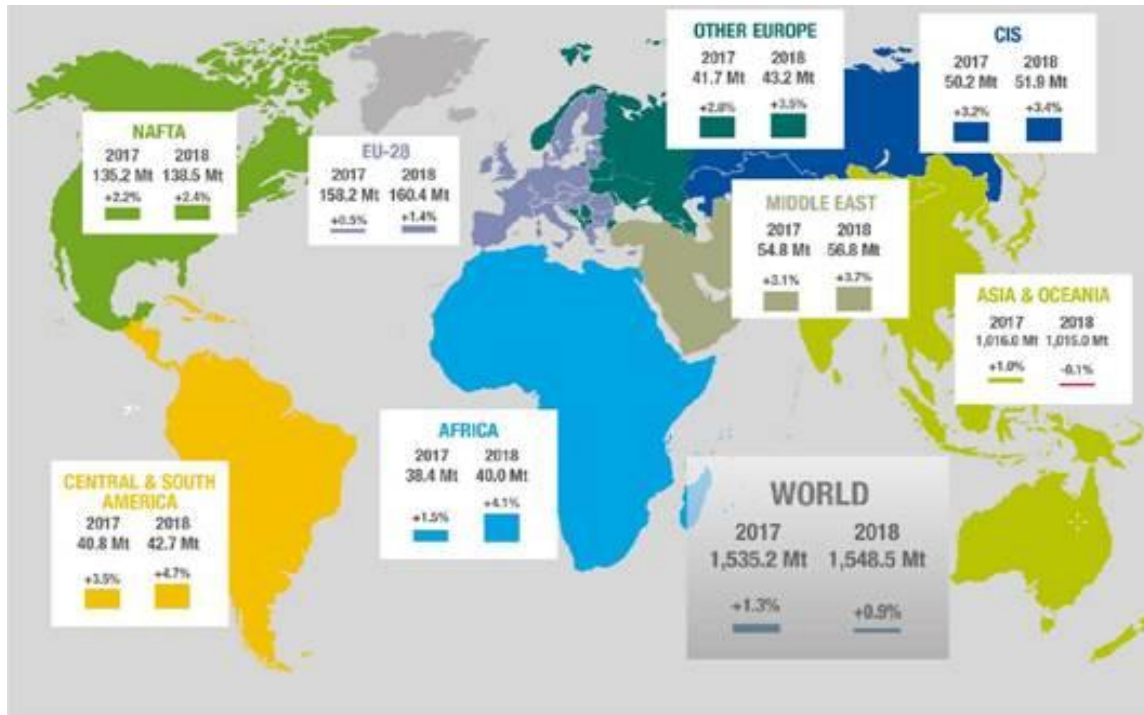 OTHER EUROPE
2017 2018
41.7 Mt 43.2 Mt
+2.8% +3.5%
CIS
2017 2018
50.2 Mt 51.9 Mt
+3.2% +3.4%
NAFTA
2017 2018
135.2 Mt 138.5 Mt
+2.2% +2.4%
EU-28
2017 2018
158.2 Mt 160.4 Mt
+0.5% +1.4%
MIDDLE EAST
2017 2018
54.8 Mt 56.8 Mt
+3.1% +3.7%
ASIA & OCEANIA
2017 2018
1,016.0 Mt 1,015.0 Mt
+1.0% -0.1%
AFRICA
2017 2018
38.4 Mt 40.0 Mt
+1.5% +4.1%
CENTRAL & SOUTH
AMERICA
2017 2018
40.8 Mt 42.7 Mt
+3.5% +4.7%
WORLD
2017 2018
1,535.2 Mt 1,548.5 Mt
+1.3% +0.9%